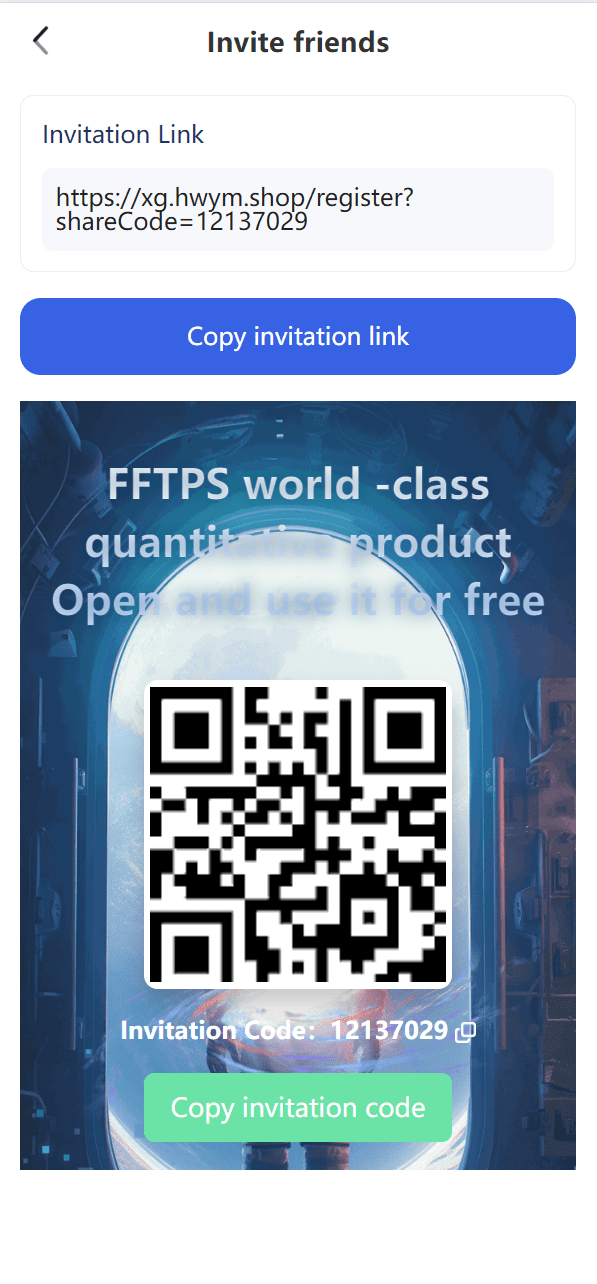 Invite friends
Invitation Link
https://xg.hwym.shop/register?
shareCode=12137029
Copy invitation link
FFTPS world -class
quantitative product
Open and use it for free
Invitation Code：12137029
Copy invitation code